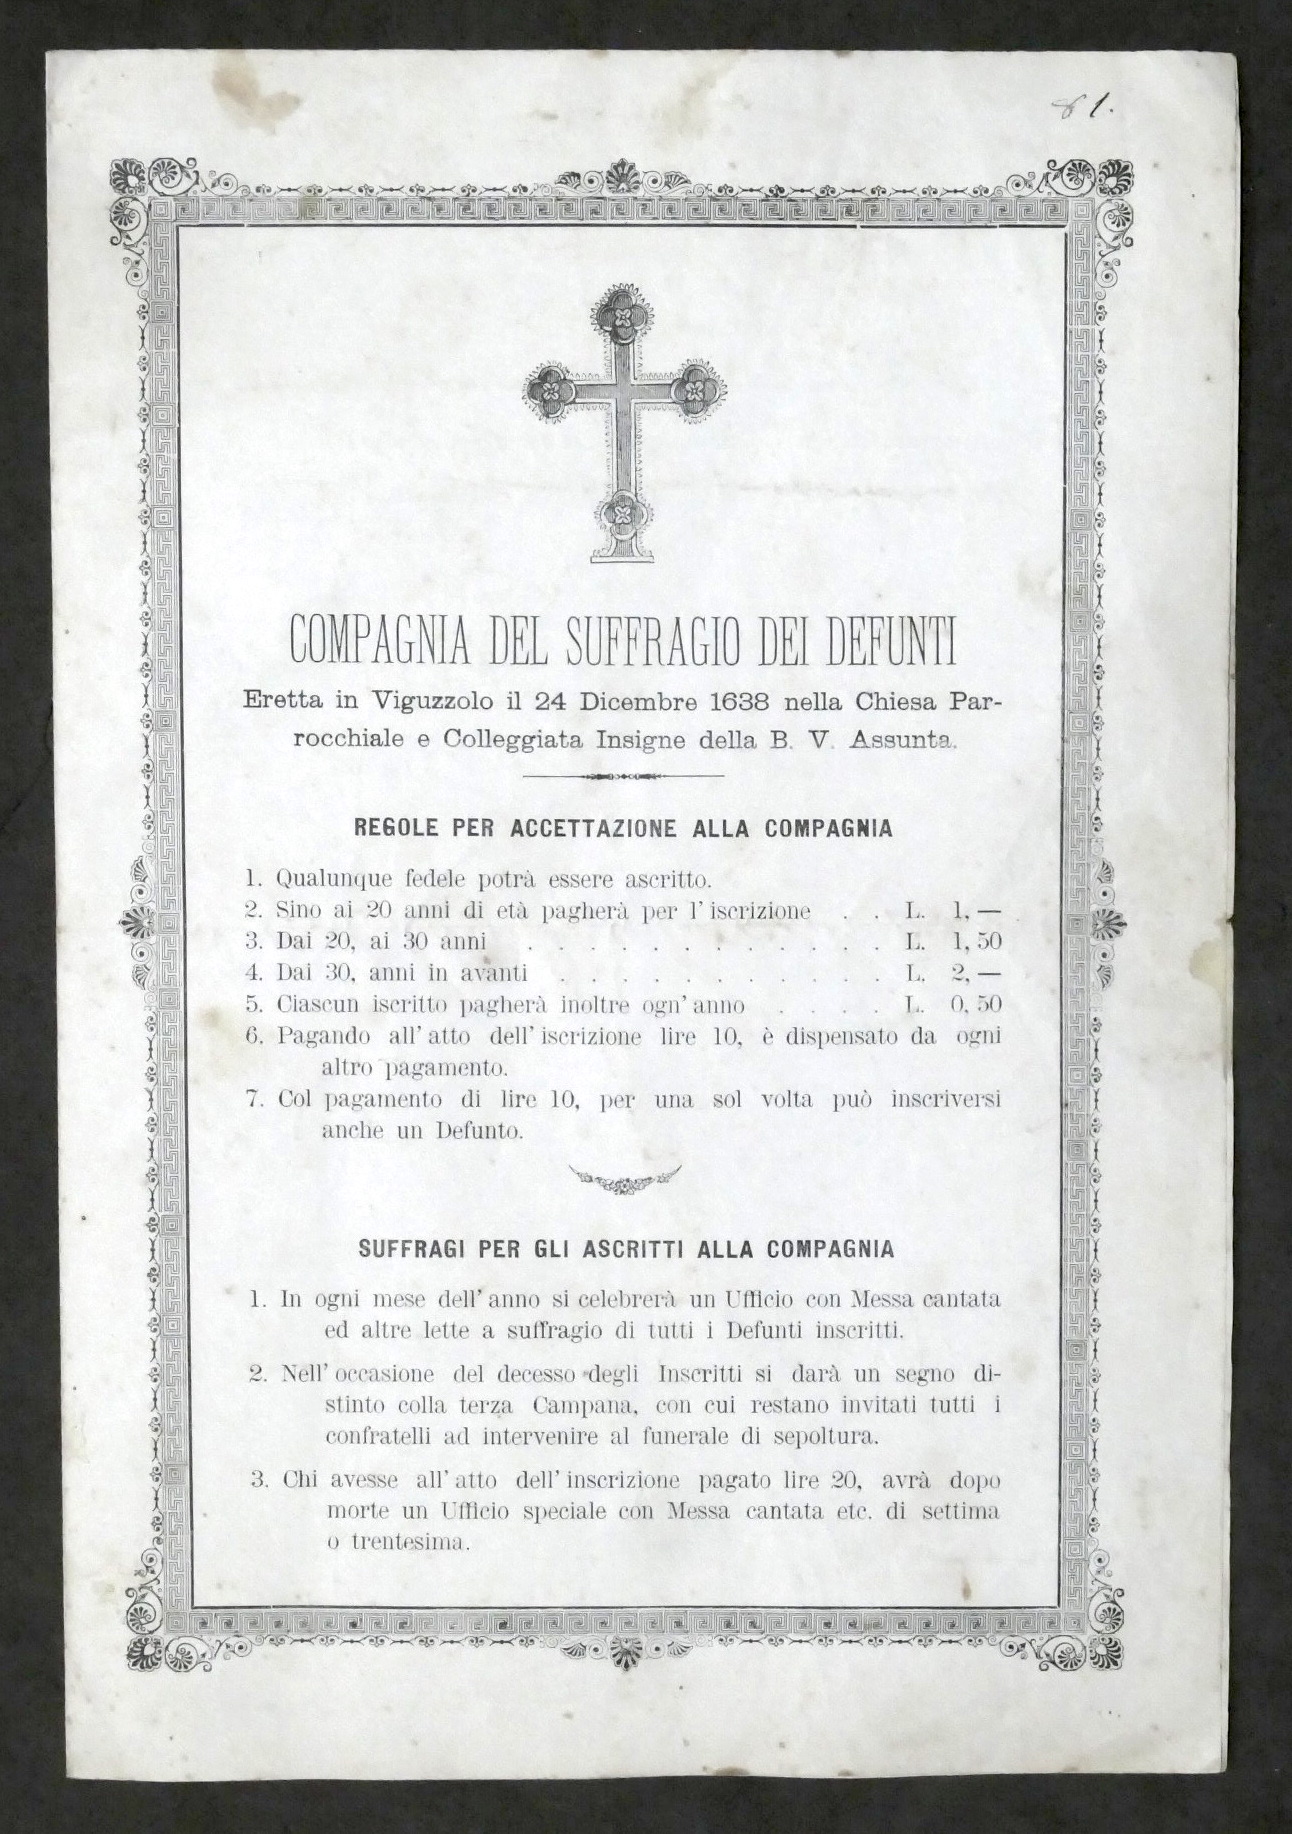 81.
COMPAGNIA DEL SUFFRAGIO DEI DEFUNTI
Eretta in Viguzzolo il 24 Dicembre 1638 nella Chiesa Par-
rocchiale e Colleggiata Insigne della B. V. Assunta.
REGOLE PER ACCETTAZIONE ALLA COMPAGNIA
1. Qualunque fedele potrà essere ascritto.
2. Sino ai 20 anni di età pagherà per l' iscrizione . . L. 1, —
3. Dai 20, ai 30 anni . . . . . . . . . . . . . L. 1, 50
4. Dai 30, anni in avanti . . . . . . . . . . . L. 2, —
5. Ciascun iscritto pagherà inoltre ogn' anno . . . . L. 0, 50
6. Pagando all' atto dell' iscrizione lire 10, è dispensato da ogni
altro pagamento.
7. Col pagamento di lire 10, per una sol volta può inscriversi
anche un Defunto.
SUFFRAGI PER GLI ASCRITTI ALLA COMPAGNIA
1. In ogni mese dell' anno si celebrerà un Ufficio con Messa cantata
ed altre lette a suffragio di tutti i Defunti inscritti.
2. Nell' occasione del decesso degli Inscritti si darà un segno di-
stinto colla terza Campana, con cui restano invitati tutti i
confratelli ad intervenire al funerale di sepoltura.
3. Chi avesse all' atto dell' inscrizione pagato lire 20, avrà dopo
morte un Ufficio speciale con Messa cantata etc. di settima
o trentesima.